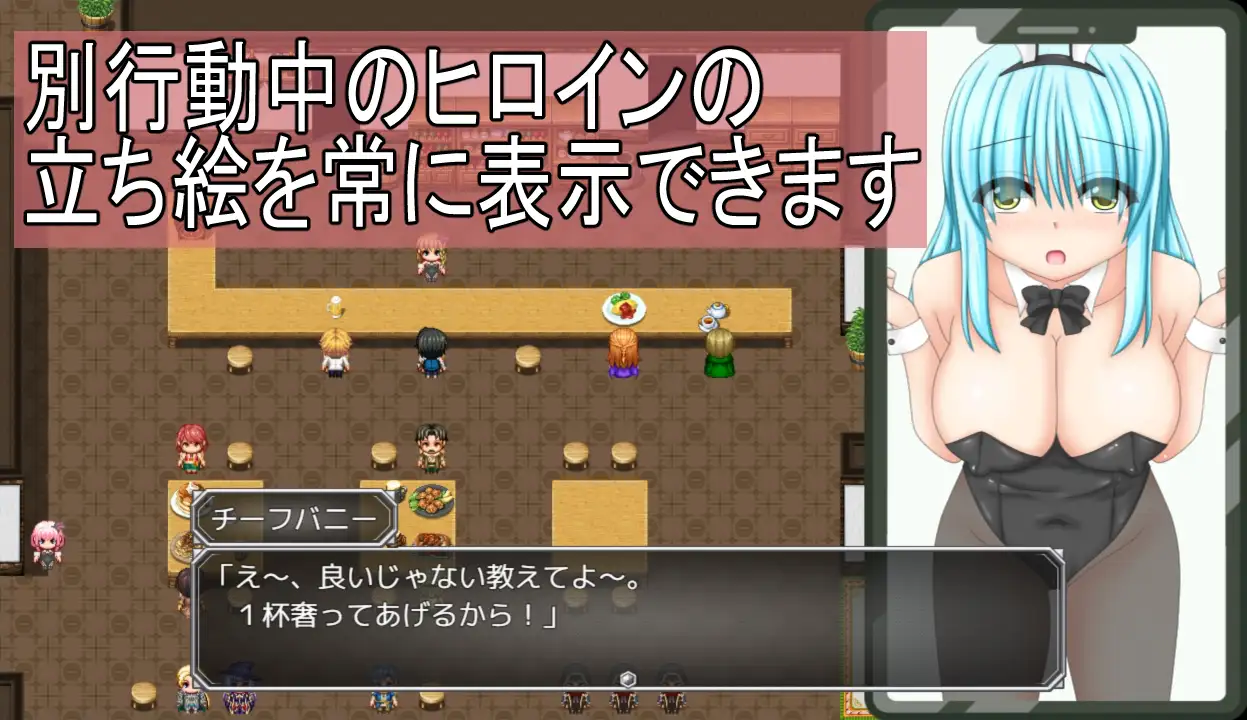 別行動中のヒロインの
立ち絵を常に表示できます
チーフバニー
「え～、良いじゃない教えてよ～。
１杯奢ってあげるから！」